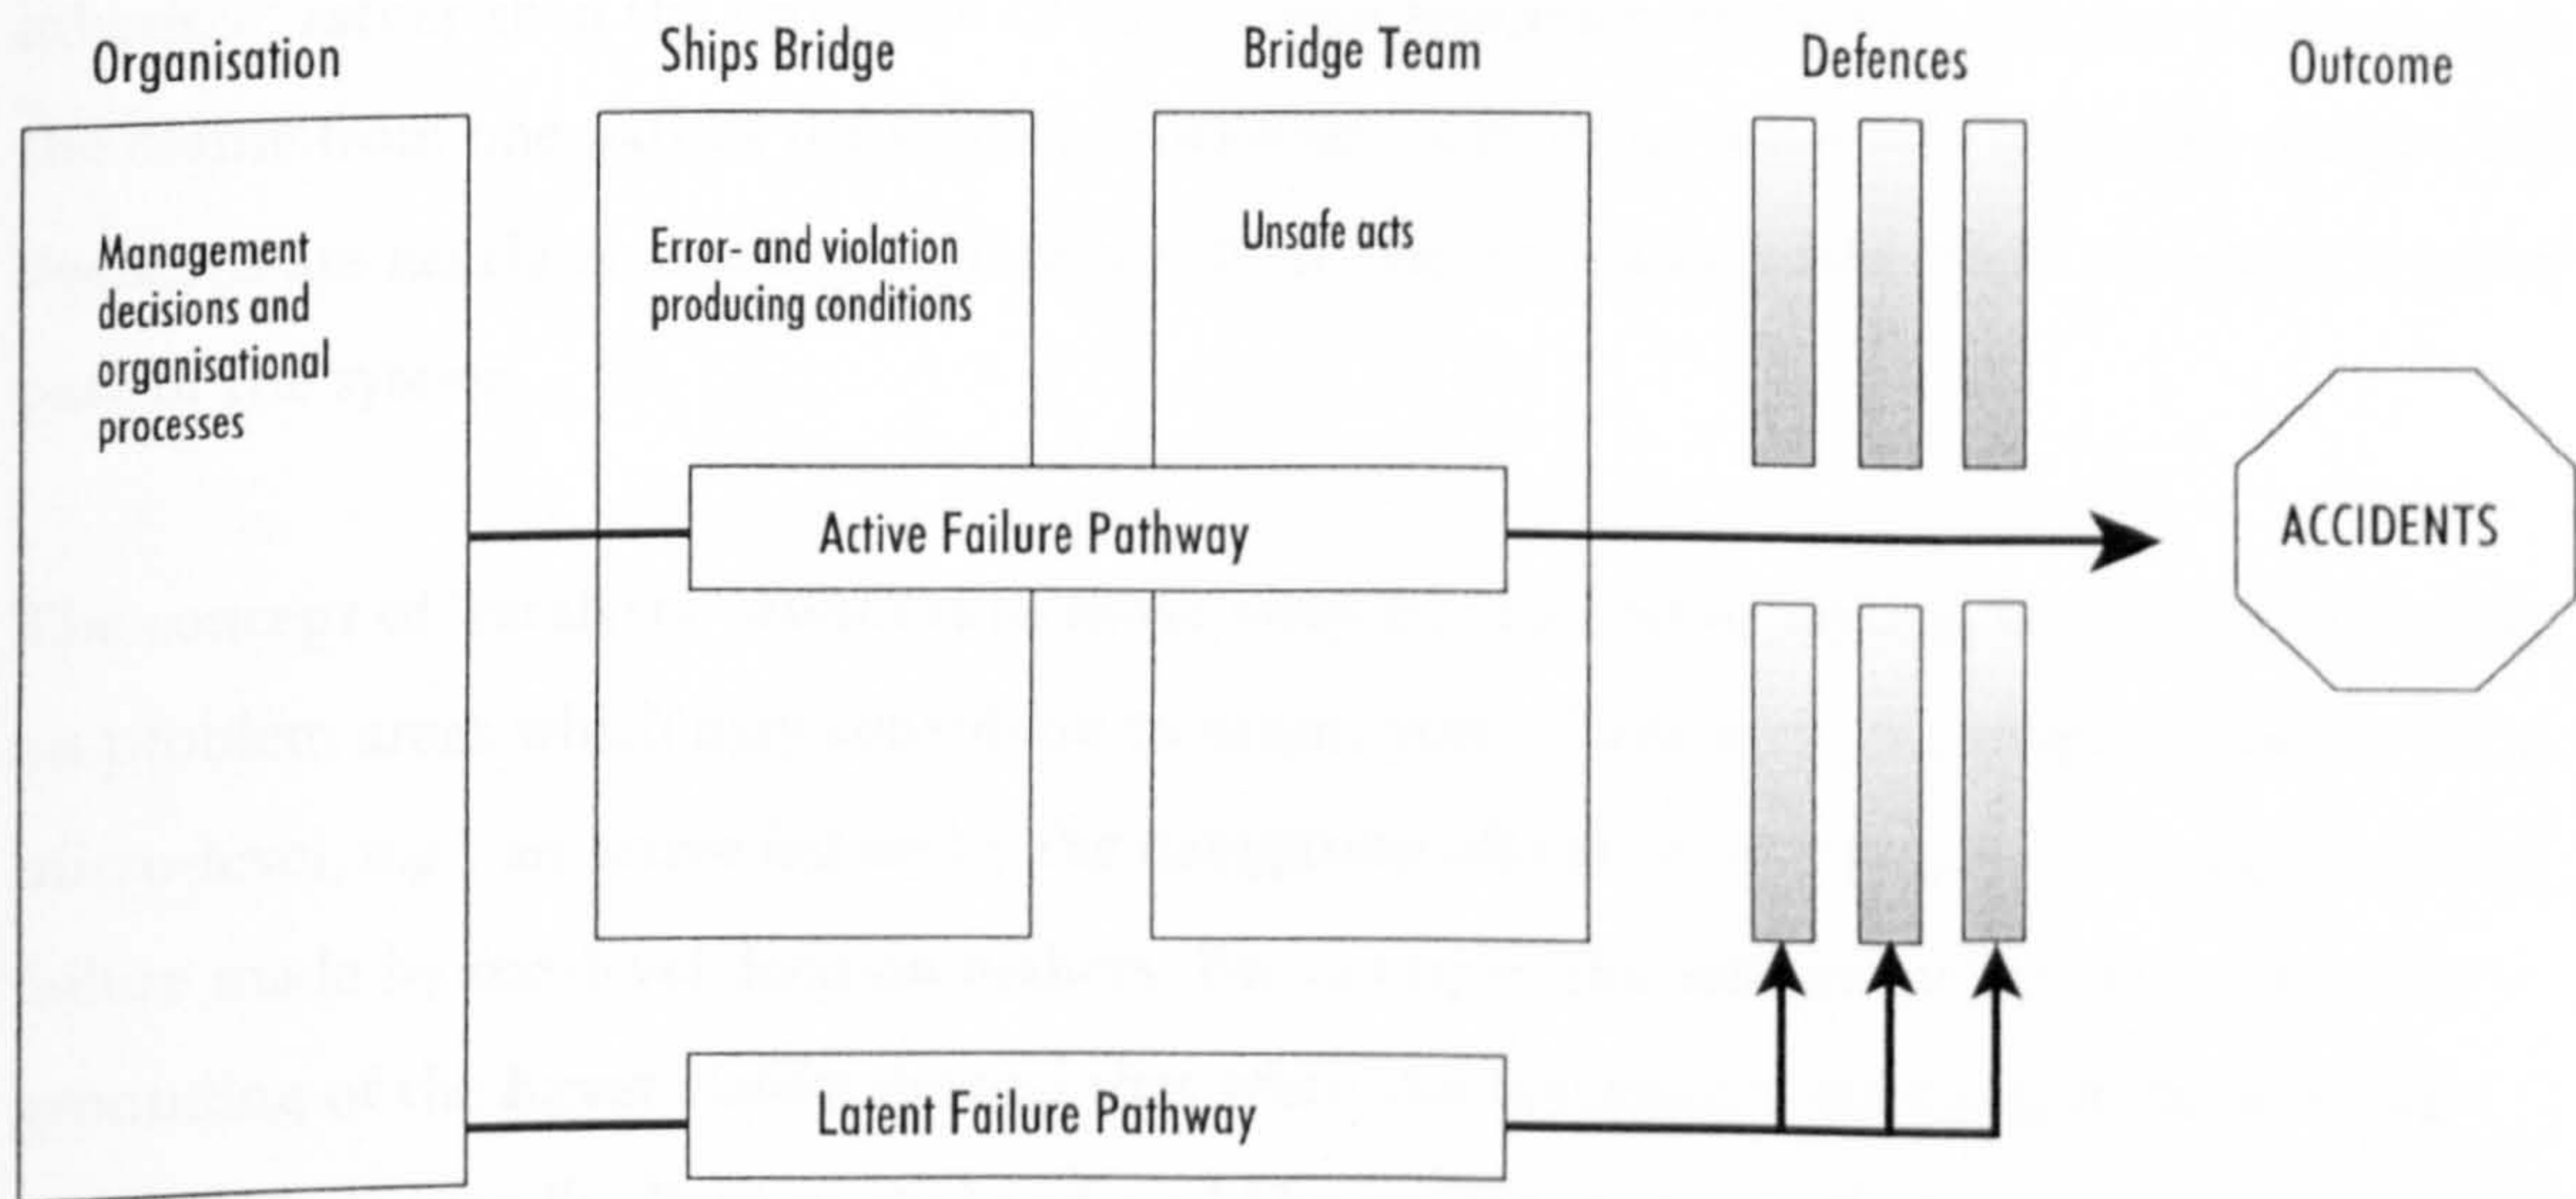 Organisation
Ships Bridge
Bridge Team
Defences
Outcome
Management
decisions and
organisational
processes
Error- and violation
producing conditions
Unsafe acts
Active Failure Pathway
ACCIDENTS
Latent Failure Pathway